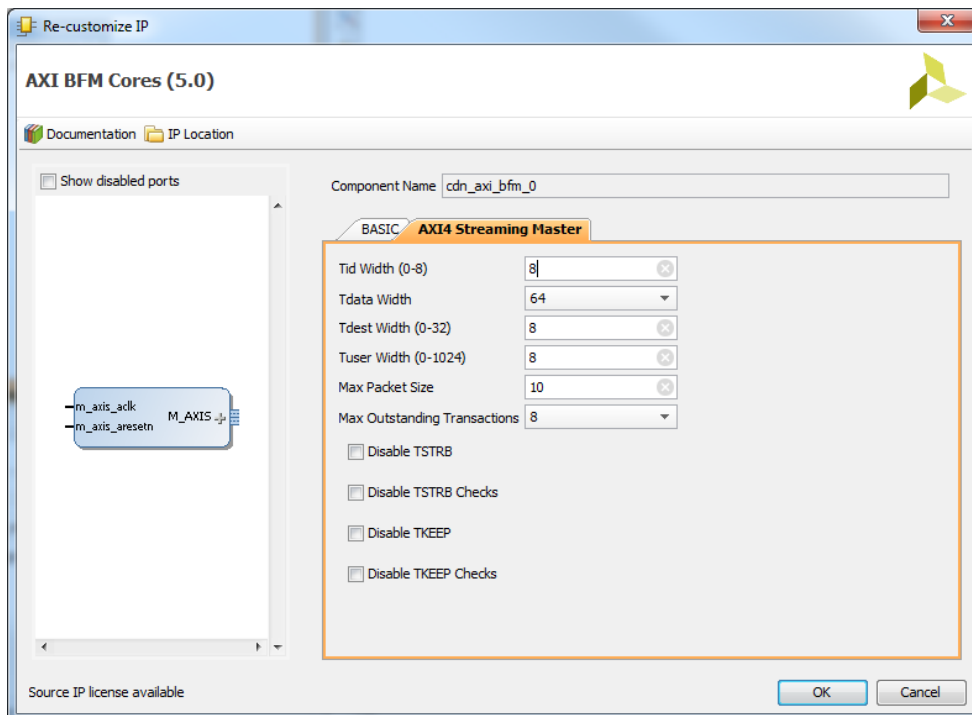 Re-customize IP
AXI BFM Cores (5.0)
Documentation IP Location
Show disabled ports
Component Name cdn_axi_bfm_0
BASIC AXI4 Streaming Master
Tid Width (0-8) 8
Tdata Width 64
Tdest Width (0-32) 8
Tuser Width (0-1024) 8
Max Packet Size 10
Max Outstanding Transactions 8
m_axis_aclk
M_AXIS
m_axis_aresetn
Disable TSTRB
Disable TSTRB Checks
Disable TKEEP
Disable TKEEP Checks
Source IP license available
OK Cancel